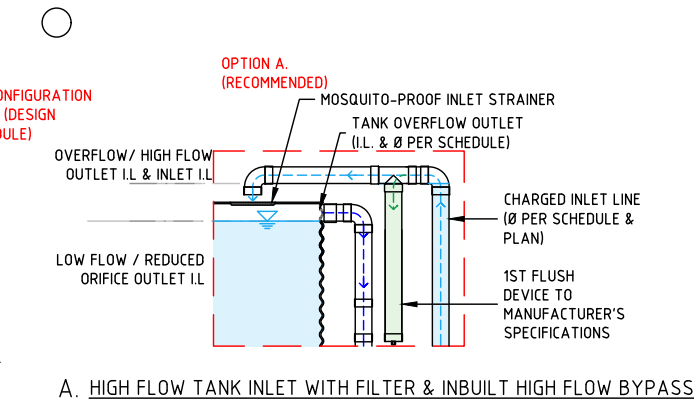 OPTION A.
(RECOMMENDED)
(DESIGN
MOSQUITO-PROOF INLET STRAINER
TANK OVERFLOW OUTLET
(I.L. & Ø PER SCHEDULE)
OVERFLOW/ HIGH FLOW
OUTLET I.L & INLET I.L
CHARGED INLET LINE
(Ø PER SCHEDULE &
PLAN)
LOW FLOW / REDUCED
ORIFICE OUTLET I.L
1ST FLUSH
DEVICE TO
MANUFACTURER'S
SPECIFICATIONS
A. HIGH FLOW TANK INLET WITH FILTER & INBUILT HIGH FLOW BYPASS